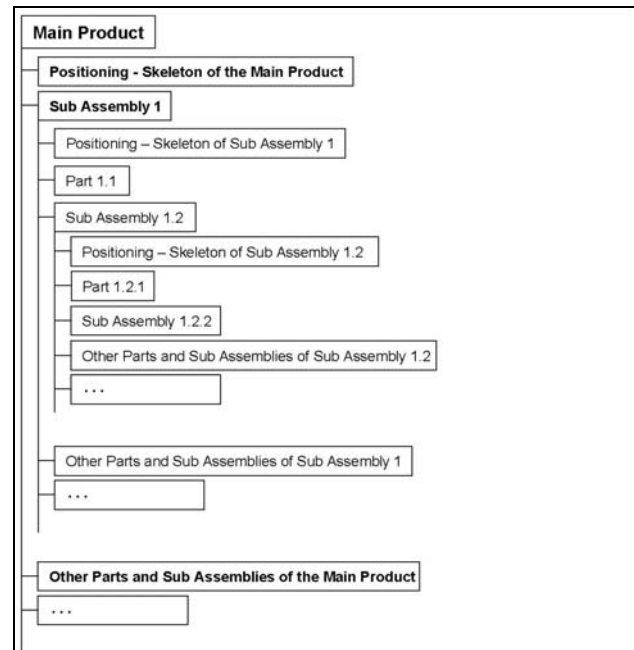 Main Product
Positioning - Skeleton of the Main Product
Sub Assembly 1
Positioning – Skeleton of Sub Assembly 1
Part 1.1
Sub Assembly 1.2
Positioning – Skeleton of Sub Assembly 1.2
Part 1.2.1
Sub Assembly 1.2.2
Other Parts and Sub Assemblies of Sub Assembly 1.2
...
Other Parts and Sub Assemblies of Sub Assembly 1
...
Other Parts and Sub Assemblies of the Main Product
...